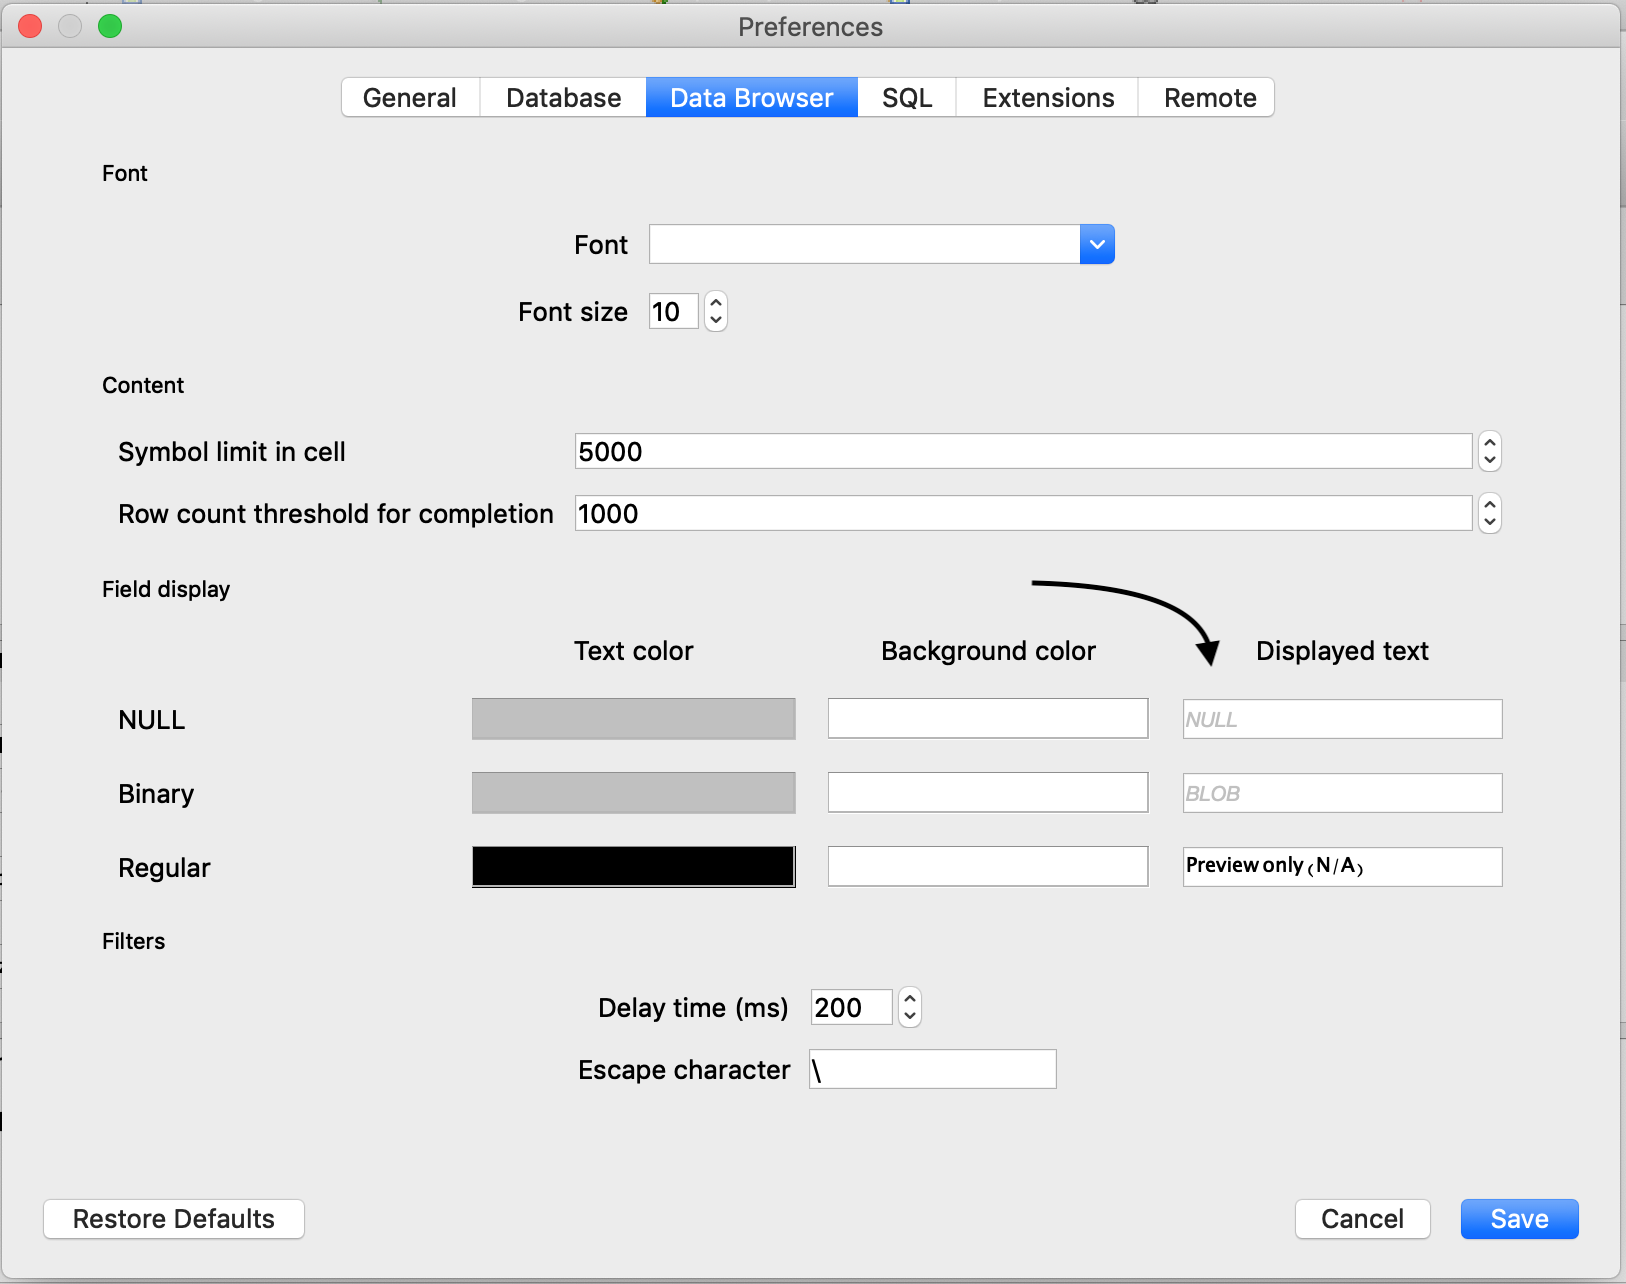 Preferences
General Database Data Browser SQL Extensions Remote
Font
Font
Font size 10
Content
Symbol limit in cell 5000
Row count threshold for completion 1000
Field display
Text color Background color Displayed text
NULL NULL
Binary BLOB
Regular Preview only (N/A)
Filters
Delay time (ms) 200
Escape character \
Restore Defaults Cancel Save